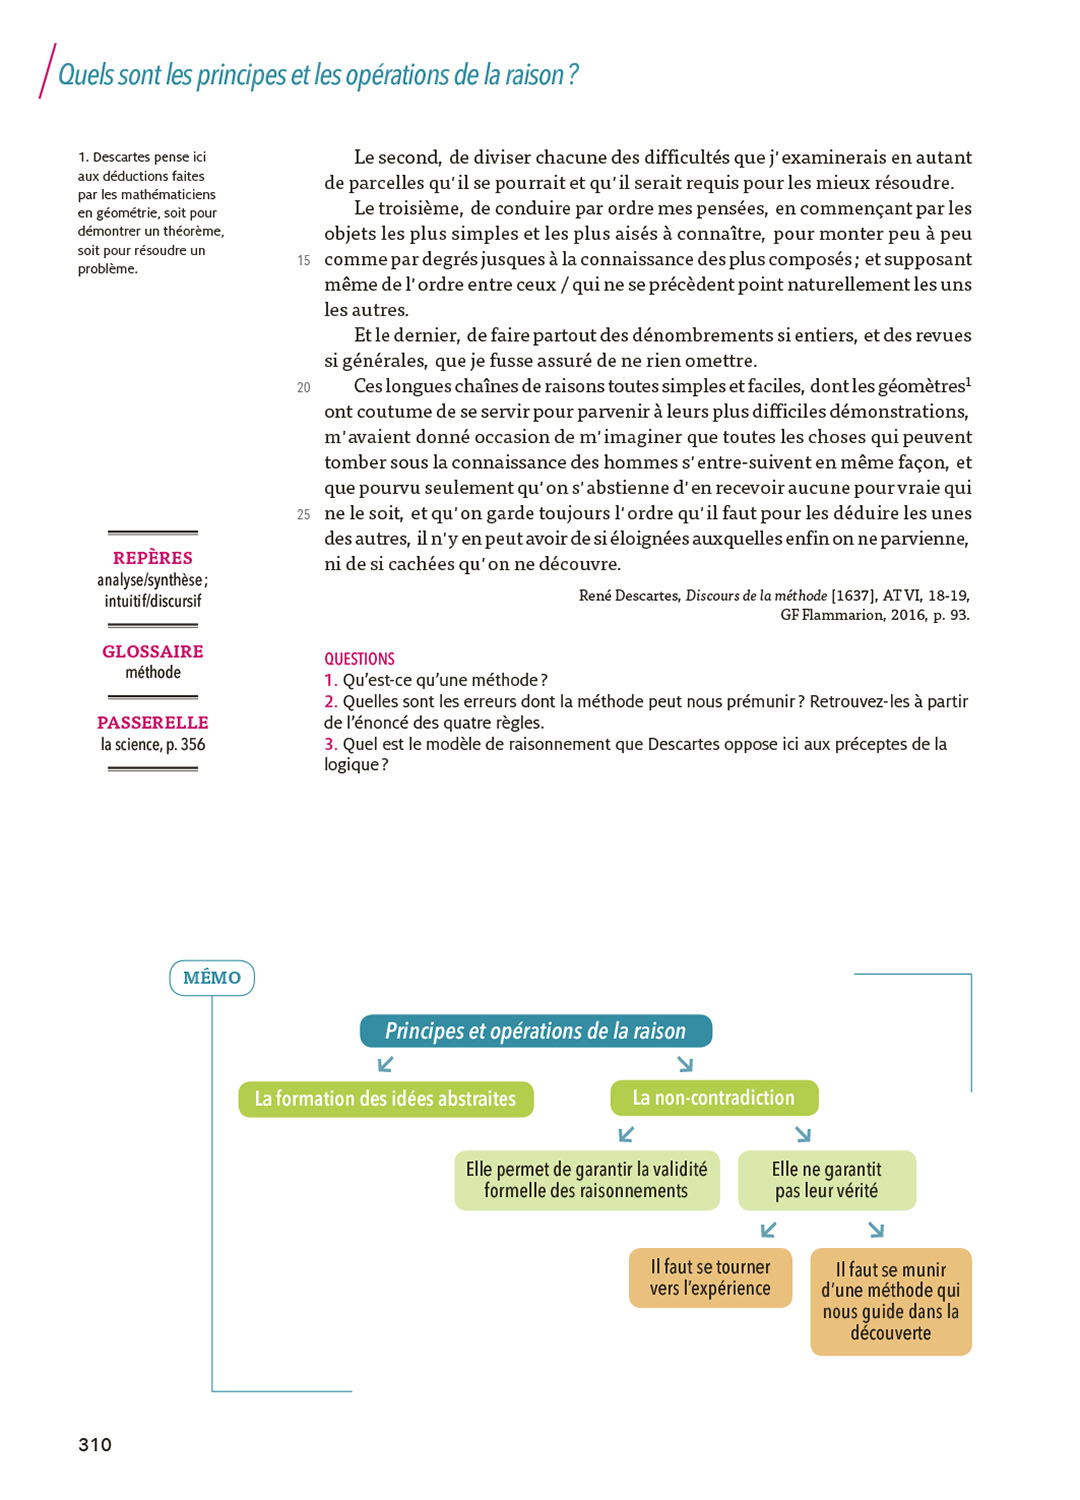 Quels sont les principes et les opérations de la raison ?
1. Descartes pense ici
aux déductions faites
par les mathématiciens
en géométrie, soit pour
démontrer un théorème,
soit pour résoudre un
problème.
Le second, de diviser chacune des difficultés que j'examinerais en autant
de parcelles qu'il se pourrait et qu'il serait requis pour les mieux résoudre.
Le troisième, de conduire par ordre mes pensées, en commençant par les
objets les plus simples et les plus aisés à connaître, pour monter peu à peu
15 comme par degrés jusques à la connaissance des plus composés ; et supposant
même de l'ordre entre ceux / qui ne se précèdent point naturellement les uns
les autres.
Et le dernier, de faire partout des dénombrements si entiers, et des revues
si générales, que je fusse assuré de ne rien omettre.
20 Ces longues chaînes de raisons toutes simples et faciles, dont les géomètres1
ont coutume de se servir pour parvenir à leurs plus difficiles démonstrations,
m'avaient donné occasion de m'imaginer que toutes les choses qui peuvent
tomber sous la connaissance des hommes s'entre-suivent en même façon, et
que pourvu seulement qu'on s'abstienne d'en recevoir aucune pour vraie qui
25 ne le soit, et qu'on garde toujours l'ordre qu'il faut pour les déduire les unes
des autres, il n'y en peut avoir de si éloignées auxquelles enfin on ne parvienne,
ni de si cachées qu'on ne découvre.
René Descartes, Discours de la méthode [1637], AT VI, 18-19,
GF Flammarion, 2016, p. 93.
REPÈRES
analyse/synthèse ;
intuitif/discursif
GLOSSAIRE
méthode
PASSERELLE
la science, p. 356
QUESTIONS
1. Qu'est-ce qu'une méthode ?
2. Quelles sont les erreurs dont la méthode peut nous prémunir ? Retrouvez-les à partir
de l'énoncé des quatre règles.
3. Quel est le modèle de raisonnement que Descartes oppose ici aux préceptes de la
logique ?
MÉMO
Principes et opérations de la raison
La formation des idées abstraites
La non-contradiction
Elle permet de garantir la validité
formelle des raisonnements
Elle ne garantit
pas leur vérité
Il faut se tourner
vers l'expérience
Il faut se munir
d'une méthode qui
nous guide dans la
découverte
310